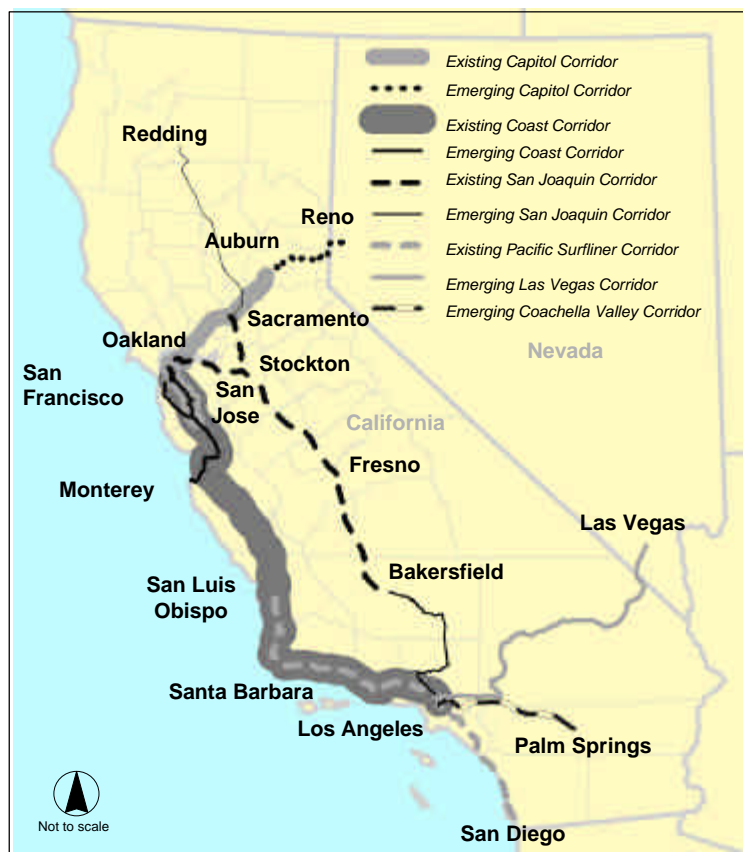 Existing Capitol Corridor
Emerging Capitol Corridor
Existing Coast Corridor
Emerging Coast Corridor
Existing San Joaquin Corridor
Emerging San Joaquin Corridor
Existing Pacific Surfliner Corridor
Emerging Las Vegas Corridor
Emerging Coachella Valley Corridor
Redding
Reno
Auburn
Sacramento
Oakland
Stockton
Nevada
San
Francisco
San
Jose
California
Fresno
Monterey
Las Vegas
Bakersfield
San Luis
Obispo
Santa Barbara
Los Angeles
Palm Springs
Not to scale
San Diego